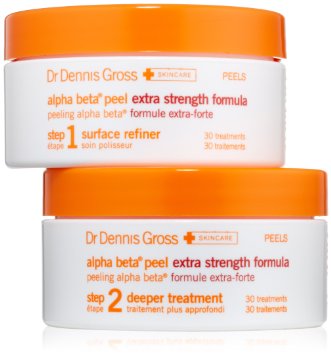 Dr Dennis Gross + SKINCARE PEELS
alpha beta® peel extra strength formula
peeling alpha beta® formule extra-forte
step 1 surface refiner 30 treatments
étape soin polisseur 30 traitements
Dr Dennis Gross + SKINCARE PEELS
alpha beta® peel extra strength formula
peeling alpha beta® formule extra-forte
step 2 deeper treatment 30 treatments
étape traitement plus approfondi 30 traitements